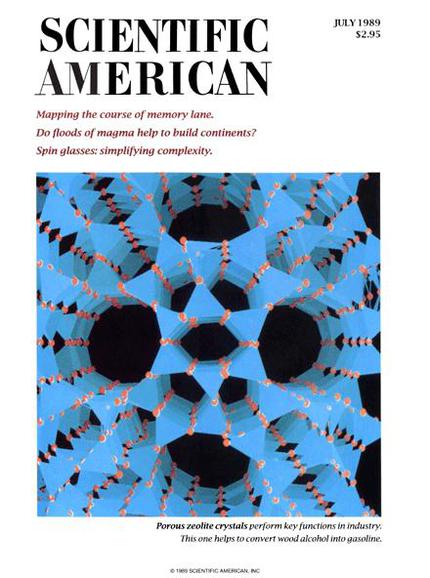 SCIENTIFIC
AMERICAN
JULY 1989
$2.95
Mapping the course of memory lane.
Do floods of magma help to build continents?
Spin glasses: simplifying complexity.
Porous zeolite crystals perform key functions in industry.
This one helps to convert wood alcohol into gasoline.
© 1989 SCIENTIFIC AMERICAN, INC